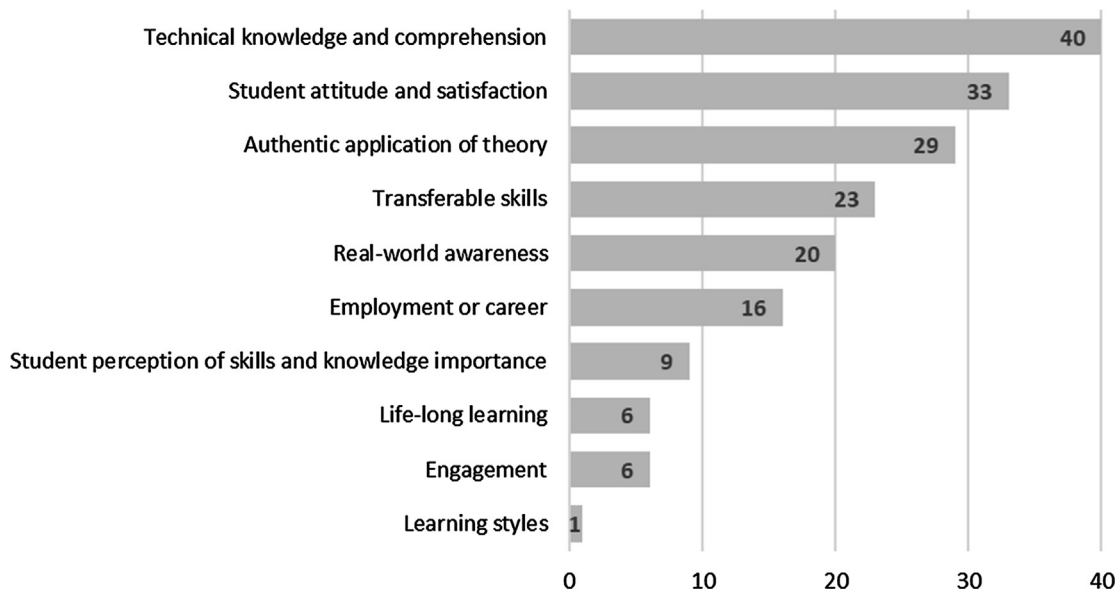 Technical knowledge and comprehension 40
Student attitude and satisfaction 33
Authentic application of theory 29
Transferable skills 23
Real-world awareness 20
Employment or career 16
Student perception of skills and knowledge importance 9
Life-long learning 6
Engagement 6
Learning styles 1
0 10 20 30 40